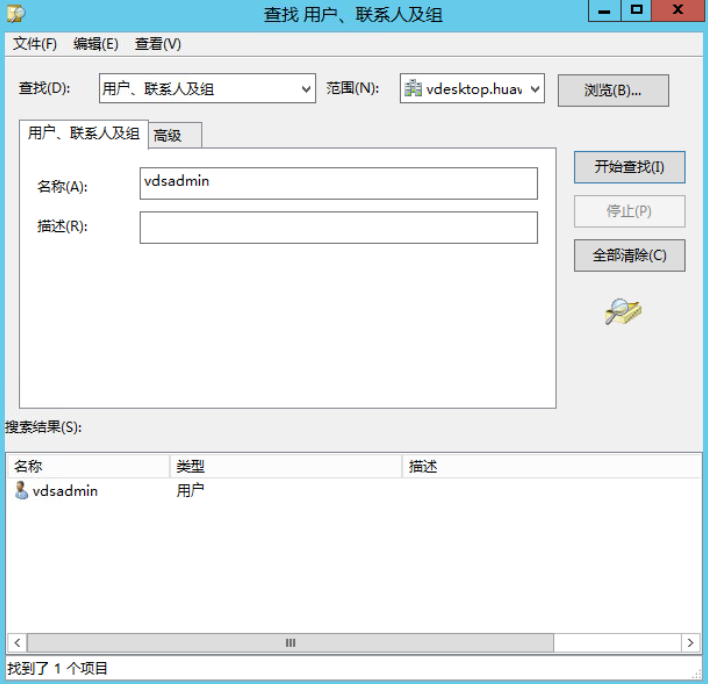 查找 用户、联系人及组
文件(F) 编辑(E) 查看(V)
查找(D): 用户、联系人及组 范围(N): vdesktop.huav 浏览(B)...
用户、联系人及组 高级
名称(A): vdsadmin
描述(R):
开始查找(I)
停止(P)
全部清除(C)
搜索结果(S):
名称 类型 描述
vdsadmin 用户
找到了 1 个项目